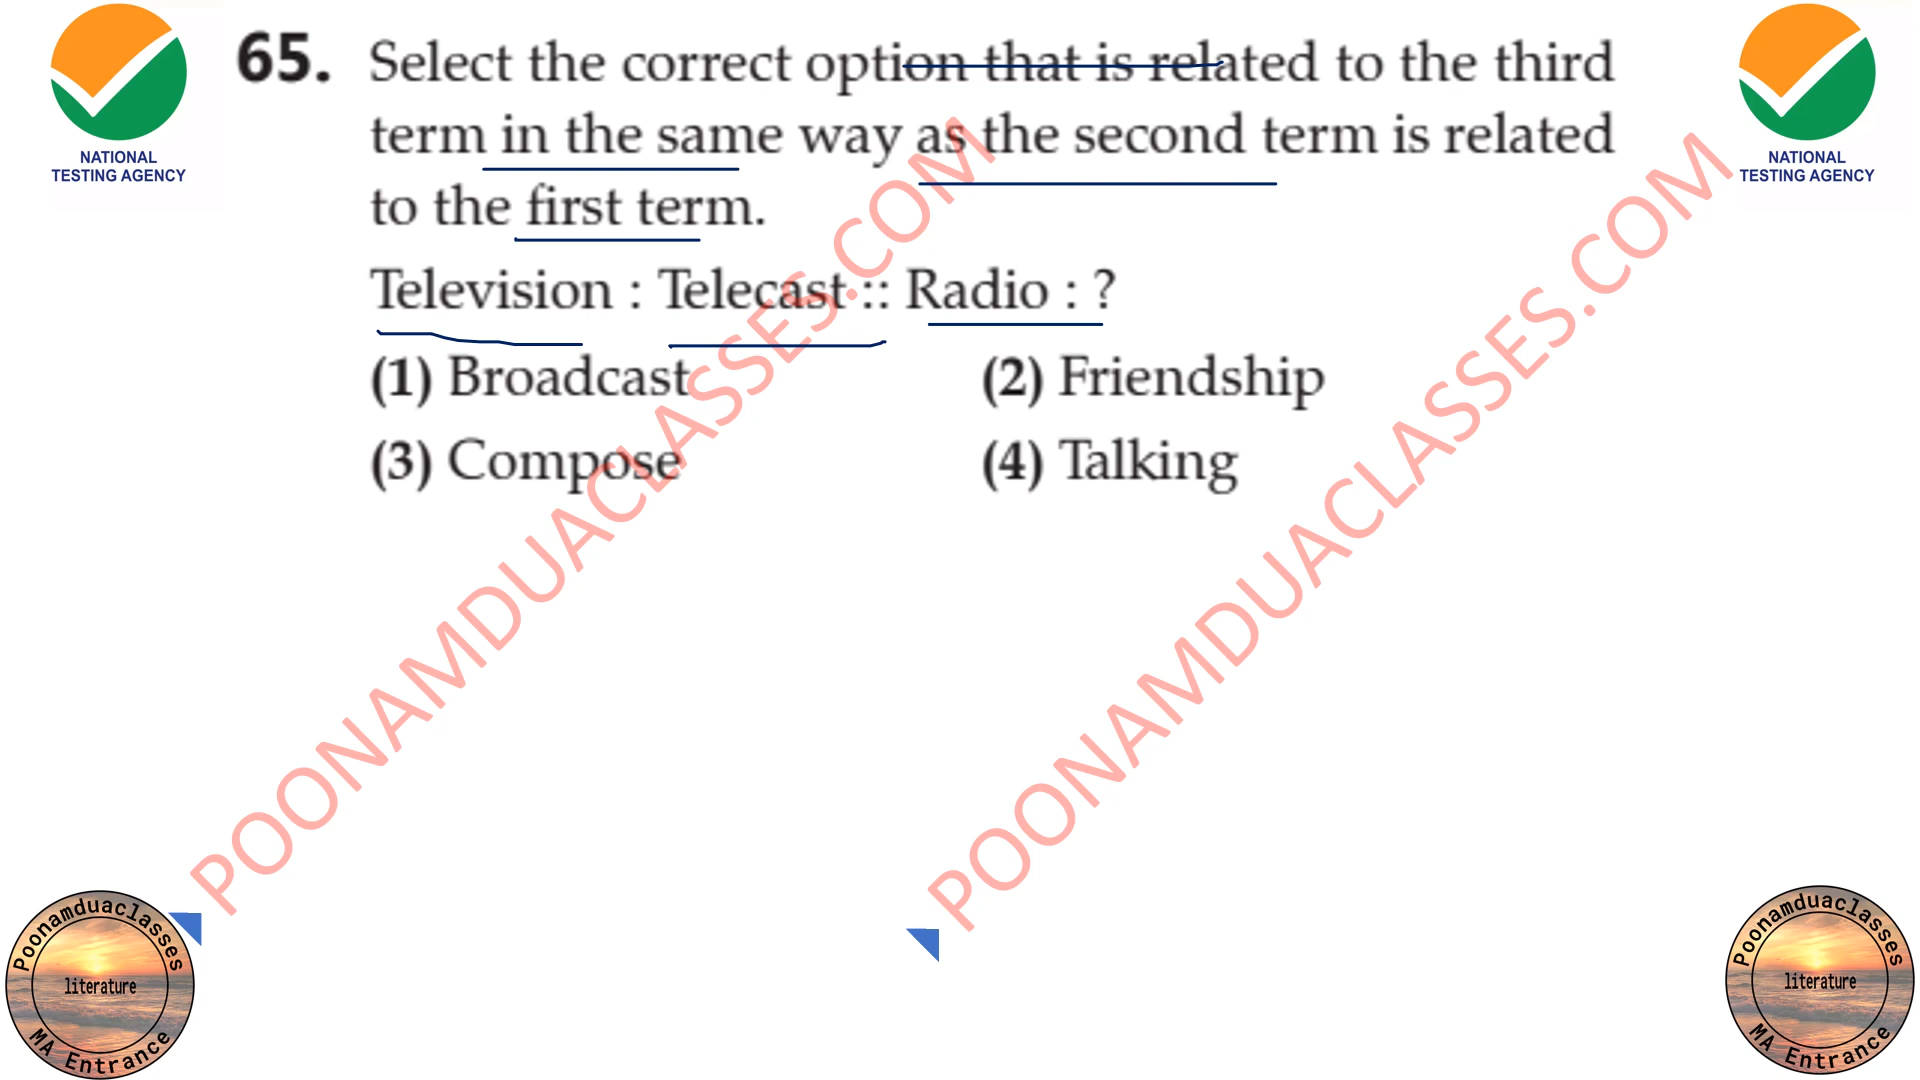 65. Select the correct option that is related to the third
term in the same way as the second term is related
to the first term.
Television : Telecast :: Radio : ?
(1) Broadcast (2) Friendship
(3) Compose (4) Talking
NATIONAL
TESTING AGENCY
NATIONAL
TESTING AGENCY
POONAMDUACLASSES.COM
POONAMDUACLASSES.COM
Poonamduaclasses
literature
MA Entrance
Poonamduaclasses
literature
MA Entrance